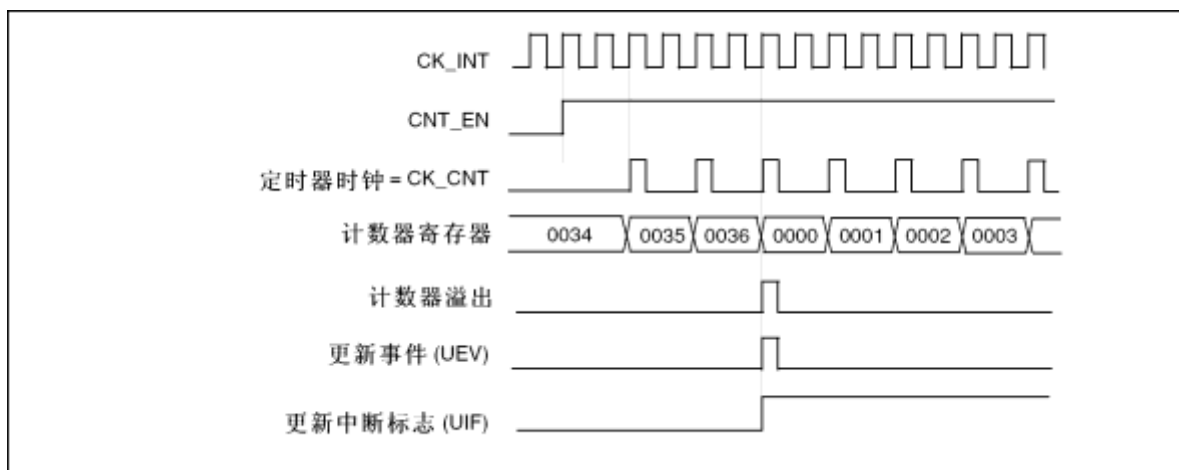 CK_INT
CNT_EN
定时器时钟 = CK_CNT
计数器寄存器 0034 0035 0036 0000 0001 0002 0003
计数器溢出
更新事件 (UEV)
更新中断标志 (UIF)